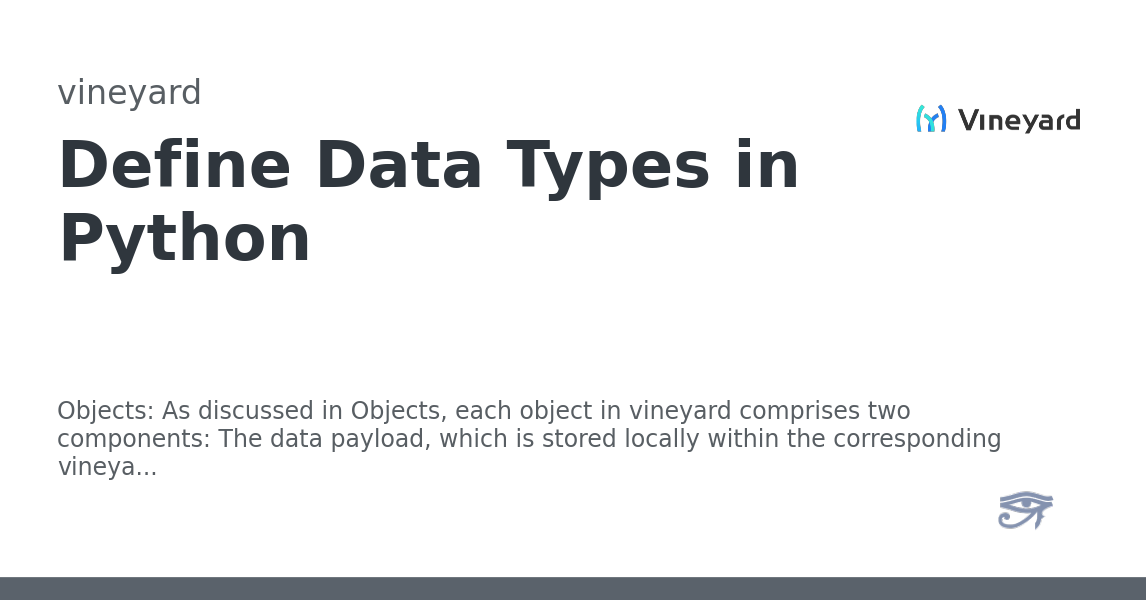 vineyard
Vineyard
Define Data Types in
Python
Objects: As discussed in Objects, each object in vineyard comprises two
components: The data payload, which is stored locally within the corresponding
vineya...